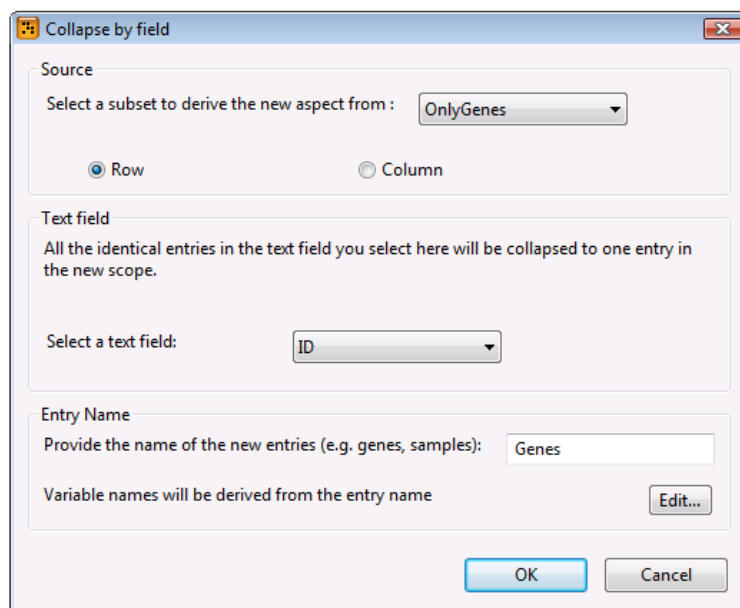 Collapse by field
Source
Select a subset to derive the new aspect from :
OnlyGenes
Row
Column
Text field
All the identical entries in the text field you select here will be collapsed to one entry in
the new scope.
Select a text field:
ID
Entry Name
Provide the name of the new entries (e.g. genes, samples):
Genes
Variable names will be derived from the entry name
Edit...
OK
Cancel